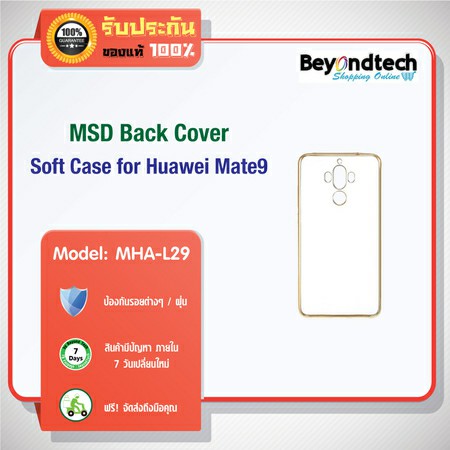 100%
GUARANTEE
รับประกัน
ของแท้ 100%
Beyondtech
Shopping Online
MSD Back Cover
Soft Case for Huawei Mate9
Model: MHA-L29
ป้องกันรอยต่างๆ / ฝุ่น
7
Days
สินค้ามีปัญหา ภายใน
7 วันเปลี่ยนใหม่
ฟรี! จัดส่งถึงมือคุณ